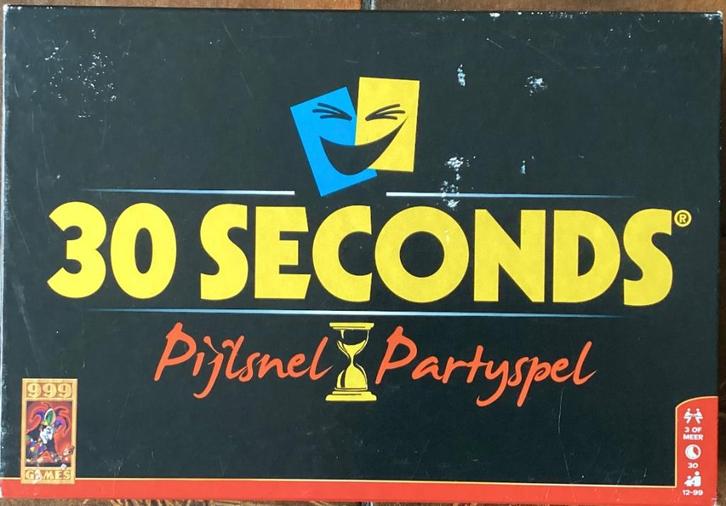 30 SECONDS®
Pijlsnel Partyspel
999
GAMES
3 OF
MEER
30
12-99